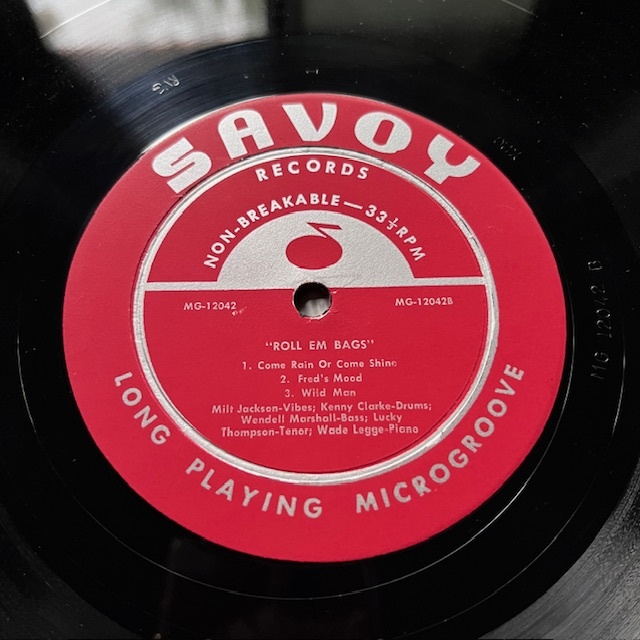 SAVOY
RECORDS
NON-BREAKABLE—33⅓RPM
MG-12042 MG-12042B
"ROLL EM BAGS"
1. Come Rain Or Come Shine
2. Fred's Mood
3. Wild Man
Milt Jackson-Vibes; Kenny Clarke-Drums;
Wendell Marshall-Bass; Lucky
Thompson-Tenor; Wade Legge-Piano
LONG PLAYING MICROGROOVE
MG 12042 B
RVG